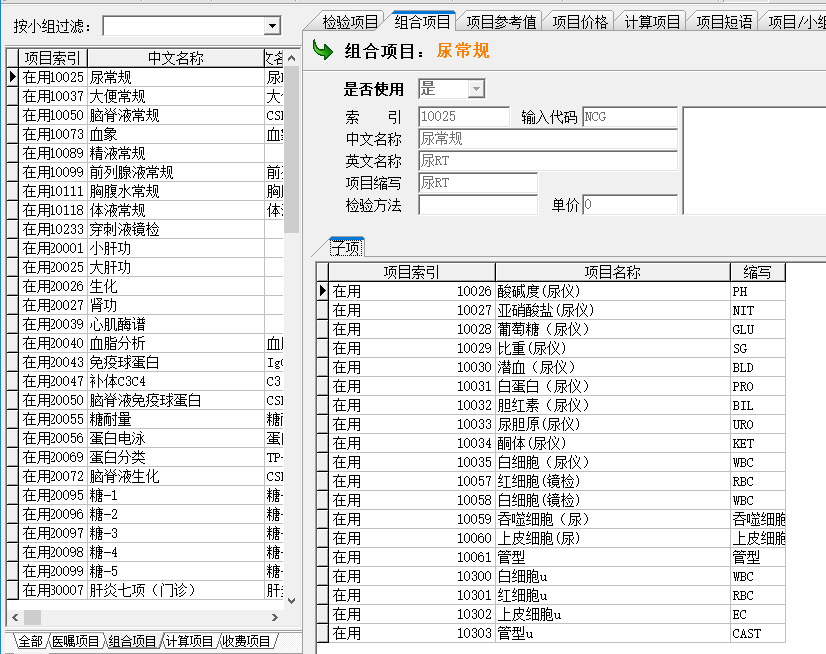 按小组过滤：
项目索引 中文名称
在用10025 尿常规
在用10037 大便常规
在用10050 脑脊液常规 CS
在用10073 血象
在用10089 精液常规
在用10099 前列腺液常规 前
在用10111 胸腹水常规
在用10118 体液常规
在用10233 穿刺液镜检
在用20001 小肝功
在用20025 大肝功
在用20026 生化
在用20027 肾功
在用20039 心肌酶谱
在用20040 血脂分析
在用20043 免疫球蛋白 Ig
在用20047 补体C3C4 C3
在用20050 脑脊液免疫球蛋白 CS
在用20055 糖耐量 糖
在用20056 蛋白电泳 蛋
在用20069 蛋白分类 TP-
在用20072 脑脊液生化 CS
在用20095 糖-1 糖-
在用20096 糖-2 糖-
在用20097 糖-3 糖-
在用20098 糖-4 糖-
在用20099 糖-5 糖-
在用30007 肝炎七项（门诊） 肝
全部 医嘱项目 组合项目 计算项目 收费项目
检验项目 组合项目 项目参考值 项目价格 计算项目 项目短语 项目/小组
组合项目： 尿常规
是否使用 是
索 引 10025 输入代码 NCG
中文名称 尿常规
英文名称 尿RT
项目缩写 尿RT
检验方法 单价 0
子项
项目索引 项目名称 缩写
在用 10026 酸碱度(尿仪) PH
在用 10027 亚硝酸盐(尿仪) NIT
在用 10028 葡萄糖（尿仪） GLU
在用 10029 比重(尿仪) SG
在用 10030 潜血（尿仪） BLD
在用 10031 白蛋白（尿仪） PRO
在用 10032 胆红素（尿仪） BIL
在用 10033 尿胆原(尿仪) URO
在用 10034 酮体(尿仪) KET
在用 10035 白细胞（尿仪） WBC
在用 10057 红细胞(镜检) RBC
在用 10058 白细胞(镜检) WBC
在用 10059 吞噬细胞（尿） 吞噬细胞
在用 10060 上皮细胞(尿) 上皮细胞
在用 10061 管型 管型
在用 10300 白细胞u WBC
在用 10301 红细胞u RBC
在用 10302 上皮细胞u EC
在用 10303 管型u CAST